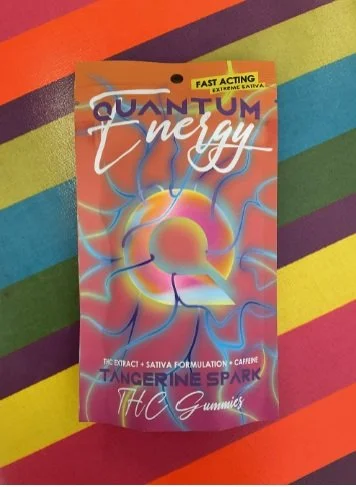 FAST ACTING
EXTREME SATIVA
QUANTUM
Energy
THC EXTRACT + SATIVA FORMULATION + CAFFEINE
TANGERINE SPARK
THC Gummies